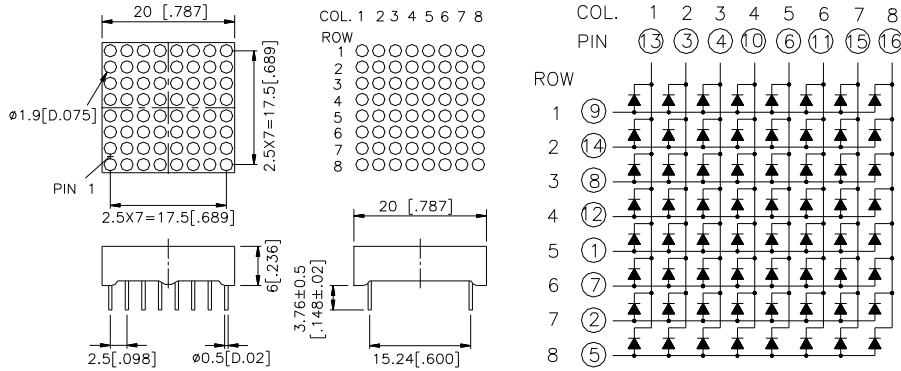 20 [.787]
ø1.9[D.075]
PIN 1
2.5X7=17.5[.689]
2.5X7=17.5[.689]
COL. 1 2 3 4 5 6 7 8
ROW
1
2
3
4
5
6
7
8
6[.236]
2.5[.098]
ø0.5[D.02]
20 [.787]
3.76±0.5
[.148±.02]
15.24[.600]
COL. 1 2 3 4 5 6 7 8
PIN 13 3 4 10 6 11 15 16
ROW
1 9
2 14
3 8
4 12
5 1
6 7
7 2
8 5